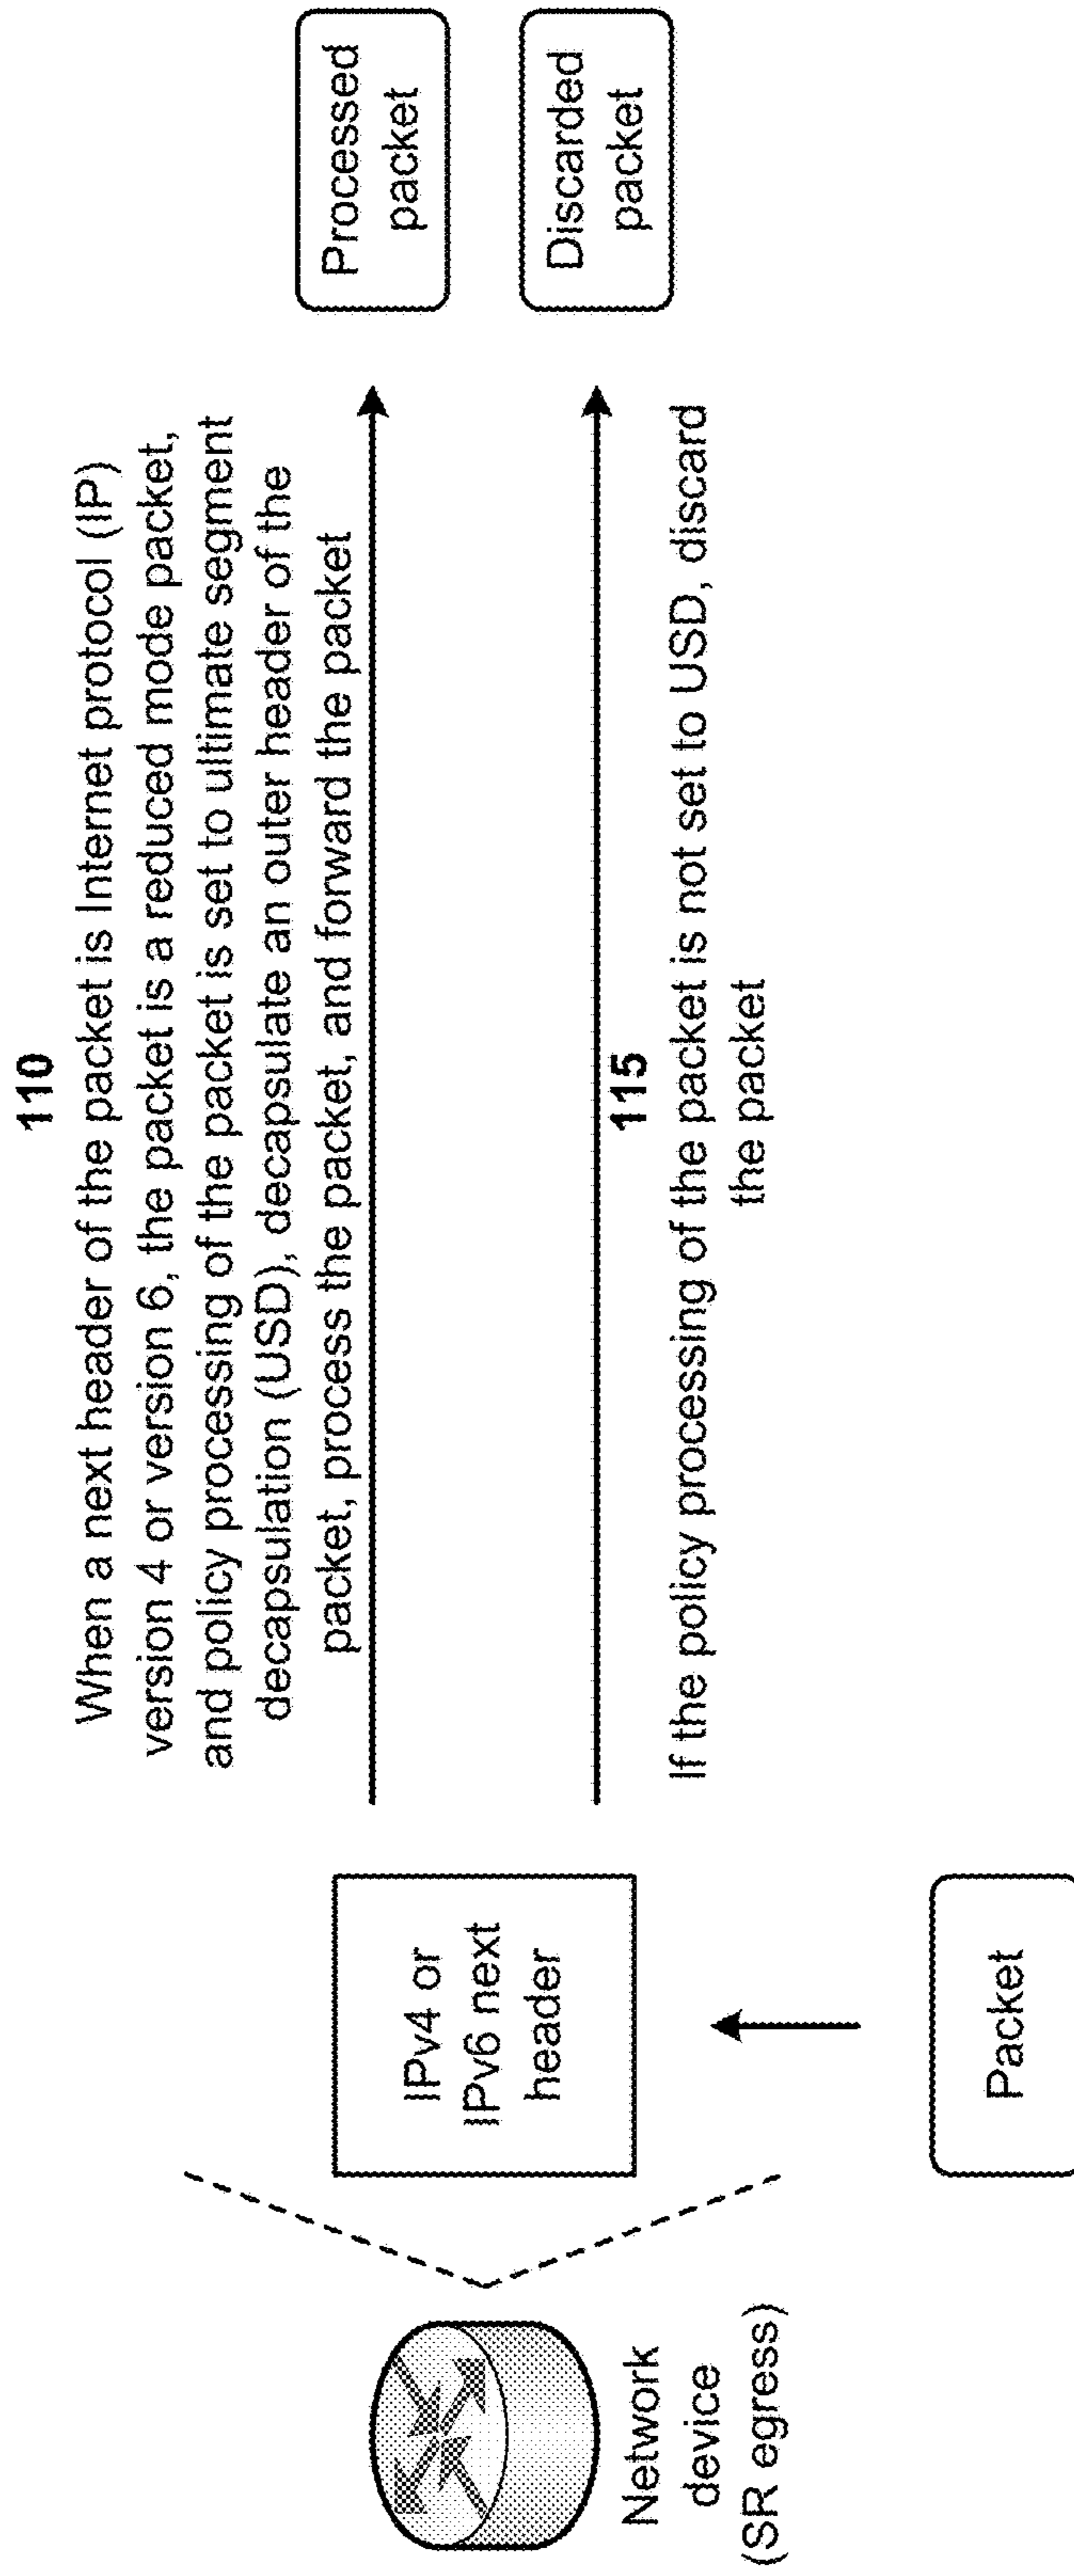 110
When a next header of the packet is Internet protocol (IP)
version 4 or version 6, the packet is a reduced mode packet,
and policy processing of the packet is set to ultimate segment
decapsulation (USD), decapsulate an outer header of the
packet, process the packet, and forward the packet
Processed
packet
IPv4 or
IPv6 next
header
Network
device
(SR egress)
115
If the policy processing of the packet is not set to USD, discard
the packet
Discarded
packet
Packet